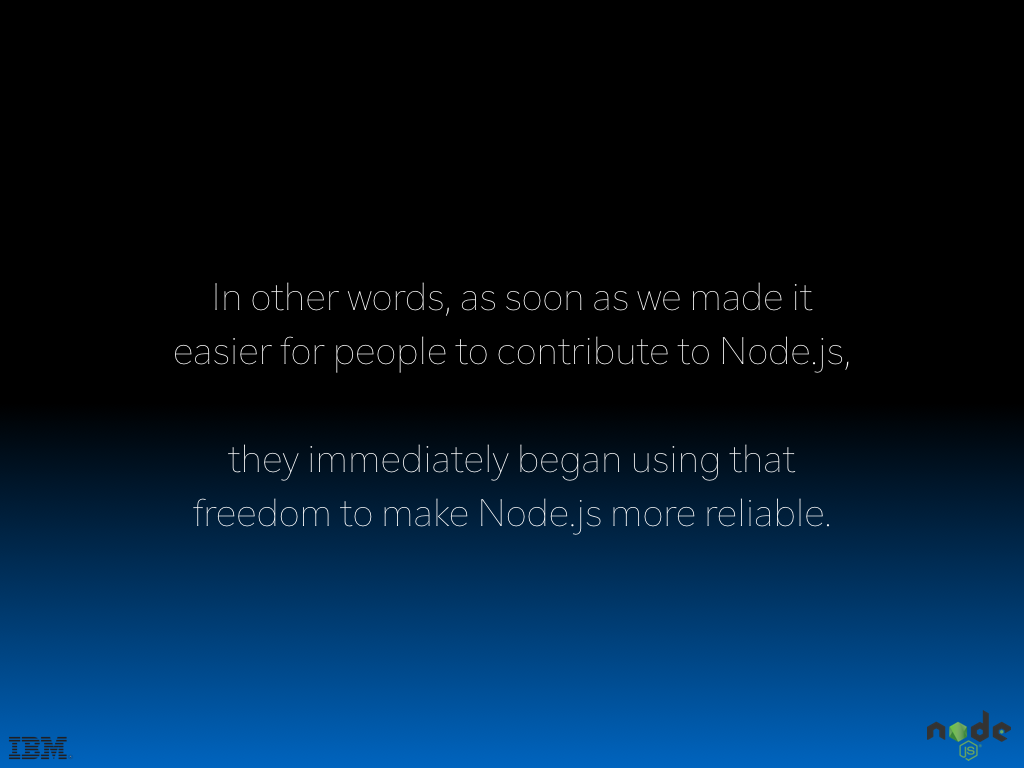 In other words, as soon as we made it
easier for people to contribute to Node.js,
they immediately began using that
freedom to make Node.js more reliable.
IBM
node
JS